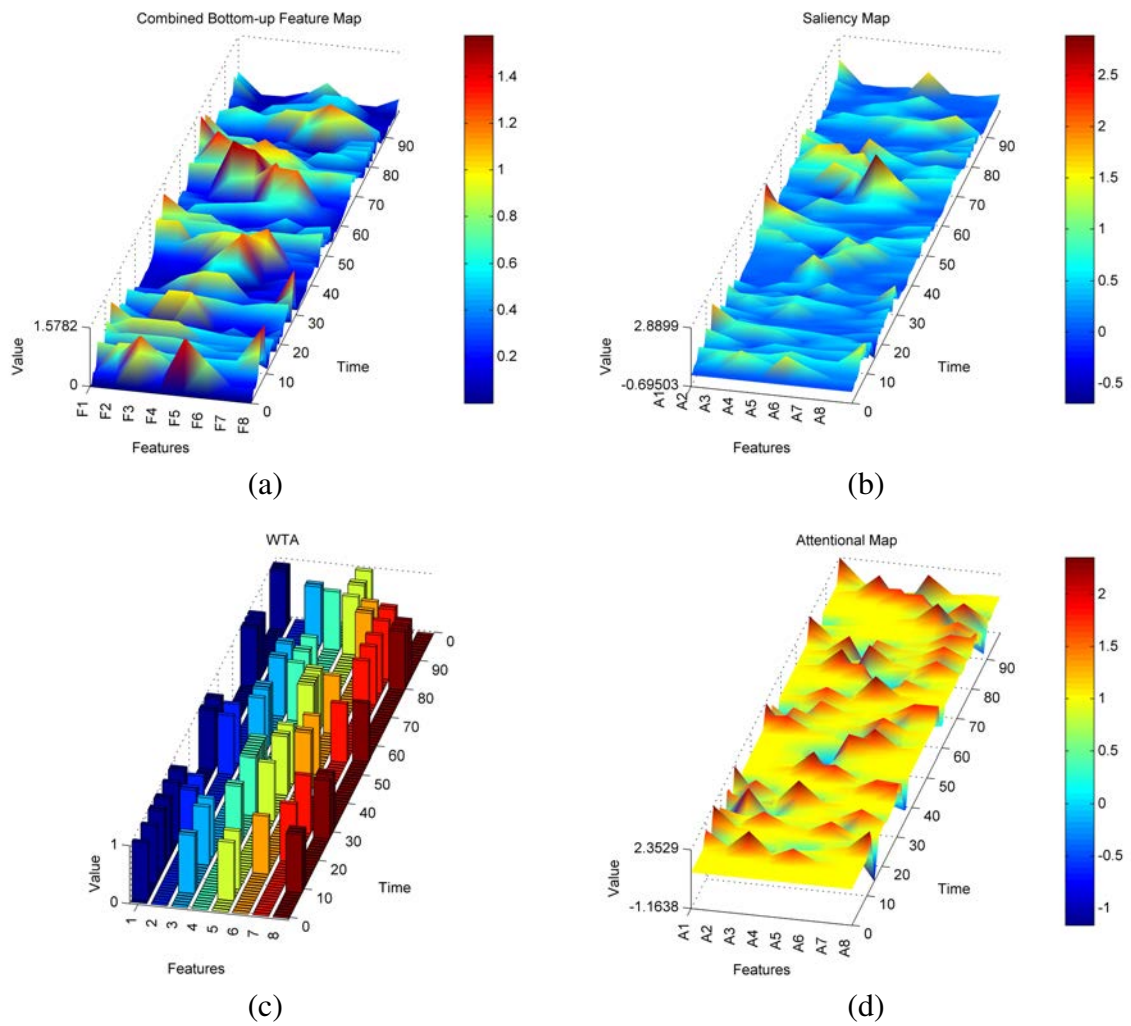 Combined Bottom-up Feature Map
1.5782
0
Value
F1
F2
F3
F4
F5
F6
F7
F8
Features
0
10
20
30
40
50
60
70
80
90
Time
1.4
1.2
1
0.8
0.6
0.4
0.2
(a)
Saliency Map
2.8899
-0.69503
Value
A1
A2
A3
A4
A5
A6
A7
A8
Features
0
10
20
30
40
50
60
70
80
90
Time
2.5
2
1.5
1
0.5
0
-0.5
(b)
WTA
1
0
Value
1
2
3
4
5
6
7
8
Features
0
10
20
30
40
50
60
70
80
90
0
Time
(c)
Attentional Map
2.3529
-1.1638
Value
A1
A2
A3
A4
A5
A6
A7
A8
Features
0
10
20
30
40
50
60
70
80
90
Time
2
1.5
1
0.5
0
-0.5
-1
(d)